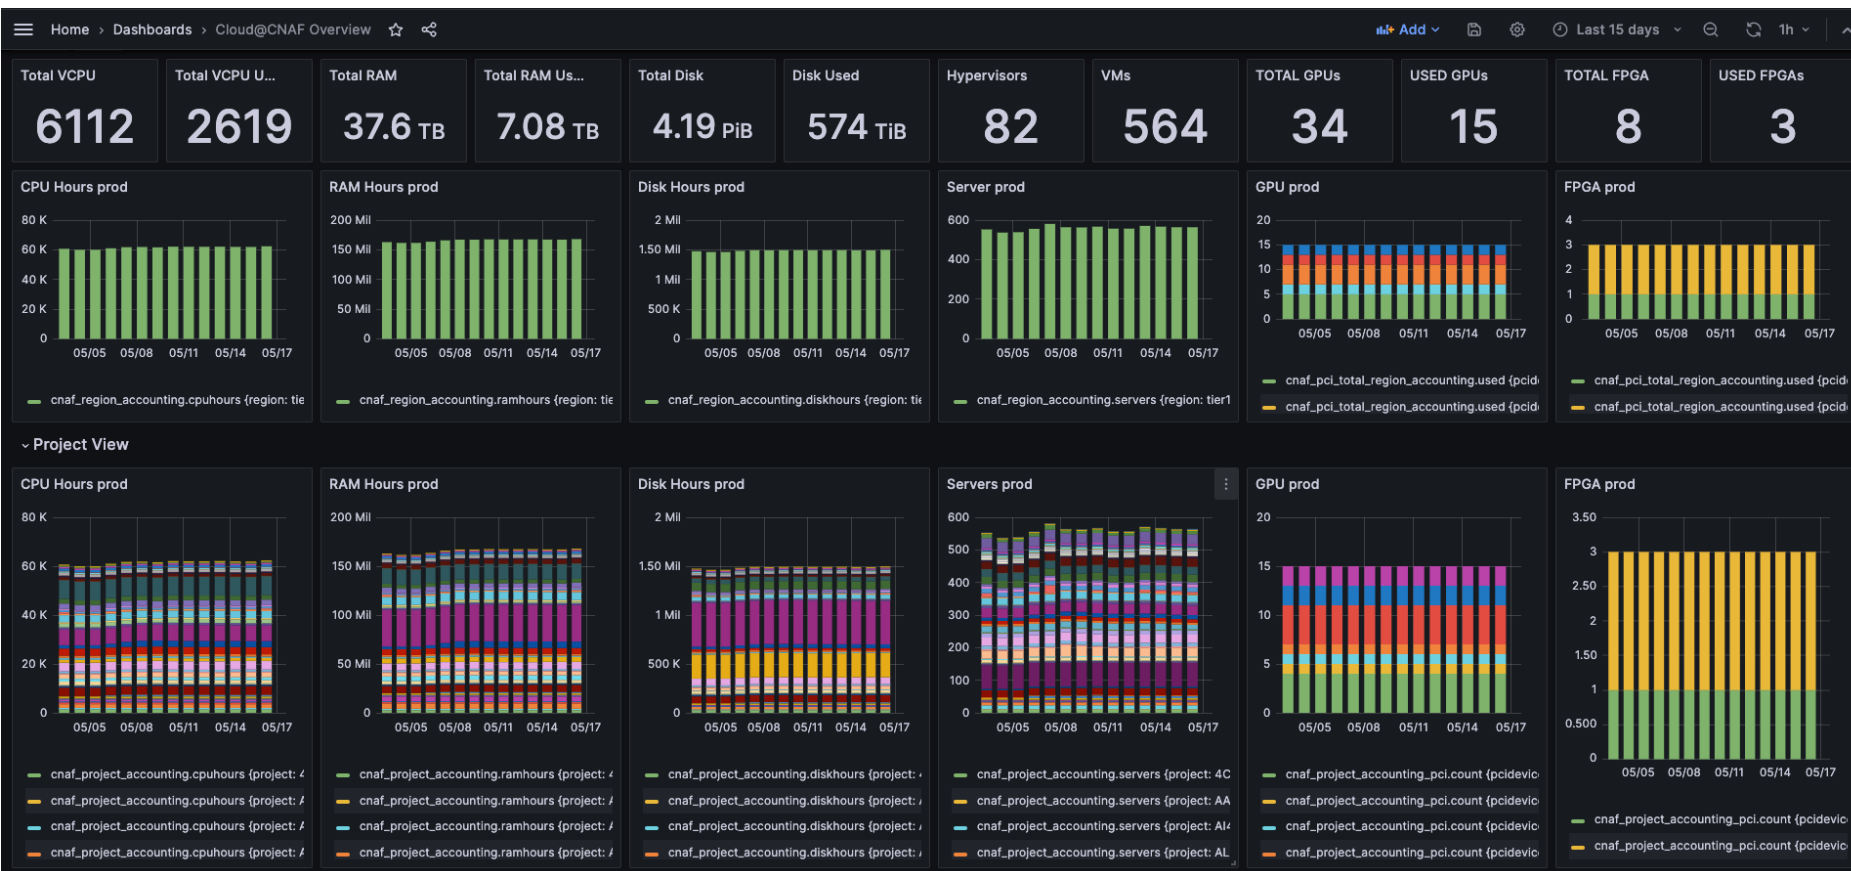 Home › Dashboards › Cloud@CNAF Overview
Add
Last 15 days
1h
Total VCPU
6112
Total VCPU U...
2619
Total RAM
37.6 TB
Total RAM Us...
7.08 TB
Total Disk
4.19 PiB
Disk Used
574 TiB
Hypervisors
82
VMs
564
TOTAL GPUs
34
USED GPUs
15
TOTAL FPGA
8
USED FPGAs
3
CPU Hours prod
80 K
60 K
40 K
20 K
0
05/05 05/08 05/11 05/14 05/17
cnaf_region_accounting.cpuhours {region: tie
RAM Hours prod
200 Mil
150 Mil
100 Mil
50 Mil
0
05/05 05/08 05/11 05/14 05/17
cnaf_region_accounting.ramhours {region: tie
Disk Hours prod
2 Mil
1.50 Mil
1 Mil
500 K
0
05/05 05/08 05/11 05/14 05/17
cnaf_region_accounting.diskhours {region: tie
Server prod
600
400
200
0
05/05 05/08 05/11 05/14 05/17
cnaf_region_accounting.servers {region: tier1
GPU prod
20
15
10
5
0
05/05 05/08 05/11 05/14 05/17
cnaf_pci_total_region_accounting.used {pcid
cnaf_pci_total_region_accounting.used {pcid
FPGA prod
4
3
2
1
0
05/05 05/08 05/11 05/14 05/17
cnaf_pci_total_region_accounting.used {pcid
cnaf_pci_total_region_accounting.used {pcid
Project View
CPU Hours prod
80 K
60 K
40 K
20 K
0
05/05 05/08 05/11 05/14 05/17
cnaf_project_accounting.cpuhours {project: 4
cnaf_project_accounting.cpuhours {project: A
cnaf_project_accounting.cpuhours {project: A
cnaf_project_accounting.cpuhours {project: A
RAM Hours prod
200 Mil
150 Mil
100 Mil
50 Mil
0
05/05 05/08 05/11 05/14 05/17
cnaf_project_accounting.ramhours {project: 4
cnaf_project_accounting.ramhours {project: A
cnaf_project_accounting.ramhours {project: A
cnaf_project_accounting.ramhours {project: A
Disk Hours prod
2 Mil
1.50 Mil
1 Mil
500 K
0
05/05 05/08 05/11 05/14 05/17
cnaf_project_accounting.diskhours {project:
cnaf_project_accounting.diskhours {project:
cnaf_project_accounting.diskhours {project:
cnaf_project_accounting.diskhours {project:
Servers prod
600
500
400
300
200
100
0
05/05 05/08 05/11 05/14 05/17
cnaf_project_accounting.servers {project: 4C
cnaf_project_accounting.servers {project: AA
cnaf_project_accounting.servers {project: AI4
cnaf_project_accounting.servers {project: AL
GPU prod
20
15
10
5
0
05/05 05/08 05/11 05/14 05/17
cnaf_project_accounting_pci.count {pcidevic
cnaf_project_accounting_pci.count {pcidevic
cnaf_project_accounting_pci.count {pcidevic
cnaf_project_accounting_pci.count {pcidevic
FPGA prod
3.50
3
2.50
2
1.50
1
0.500
0
05/05 05/08 05/11 05/14 05/17
cnaf_project_accounting_pci.count {pcidevic
cnaf_project_accounting_pci.count {pcidevic